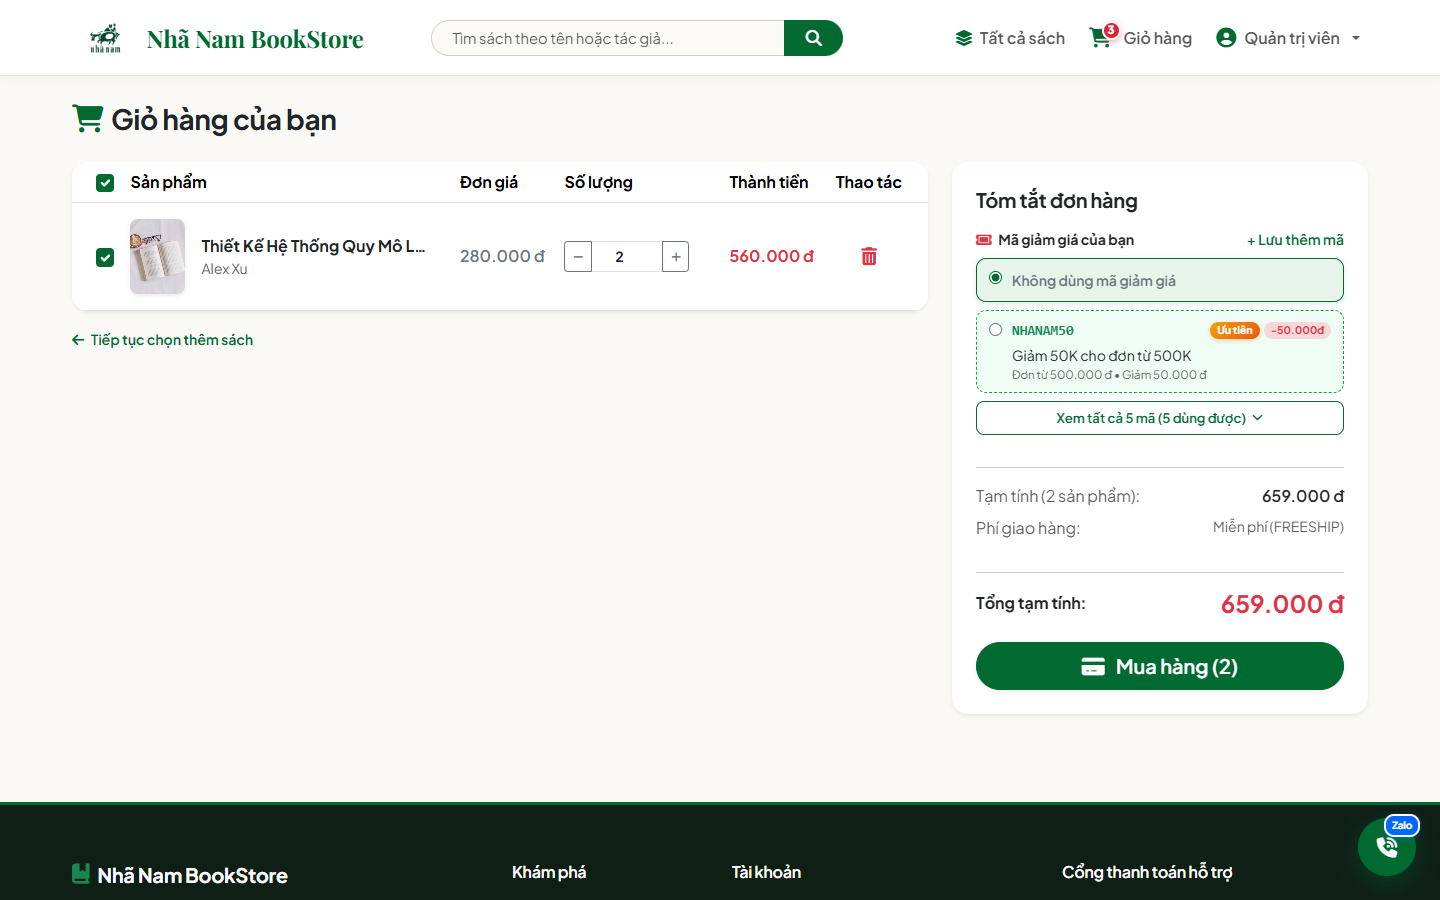 nhã nam
Nhã Nam BookStore
Tìm sách theo tên hoặc tác giả...
Tất cả sách
3
Giỏ hàng
Quản trị viên
Giỏ hàng của bạn
Sản phẩm
Đơn giá
Số lượng
Thành tiền
Thao tác
Thiết Kế Hệ Thống Quy Mô L...
Alex Xu
280.000 đ
−
2
+
560.000 đ
Tiếp tục chọn thêm sách
Tóm tắt đơn hàng
Mã giảm giá của bạn
+ Lưu thêm mã
Không dùng mã giảm giá
NHANAM50
Ưu tiên
-50.000đ
Giảm 50K cho đơn từ 500K
Đơn từ 500.000 đ • Giảm 50.000 đ
Xem tất cả 5 mã (5 dùng được)
Tạm tính (2 sản phẩm):
659.000 đ
Phí giao hàng:
Miễn phí (FREESHIP)
Tổng tạm tính:
659.000 đ
Mua hàng (2)
Zalo
Nhã Nam BookStore
Khám phá
Tài khoản
Cổng thanh toán hỗ trợ